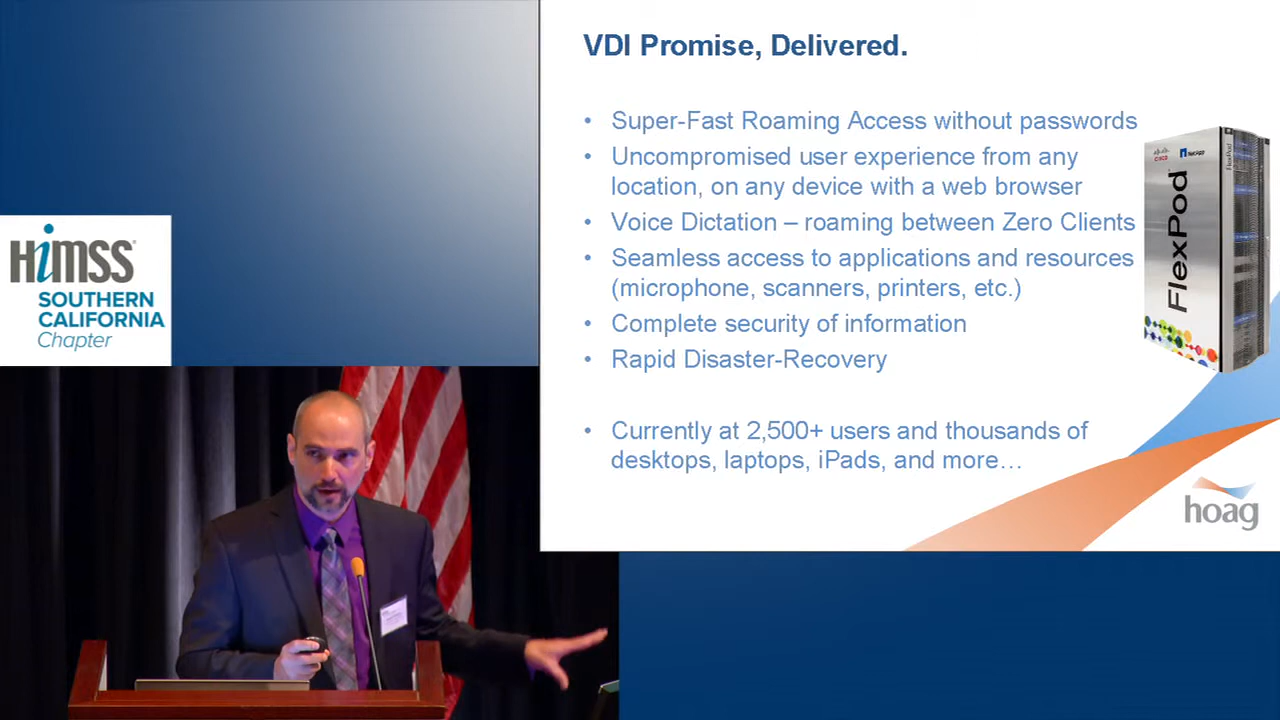 VDI Promise, Delivered.
• Super-Fast Roaming Access without passwords
• Uncompromised user experience from any
location, on any device with a web browser
• Voice Dictation – roaming between Zero Clients
• Seamless access to applications and resources
(microphone, scanners, printers, etc.)
• Complete security of information
• Rapid Disaster-Recovery
• Currently at 2,500+ users and thousands of
desktops, laptops, iPads, and more…
CISCO
NetApp
FlexPod
hoag
HiMSS
SOUTHERN
CALIFORNIA
Chapter